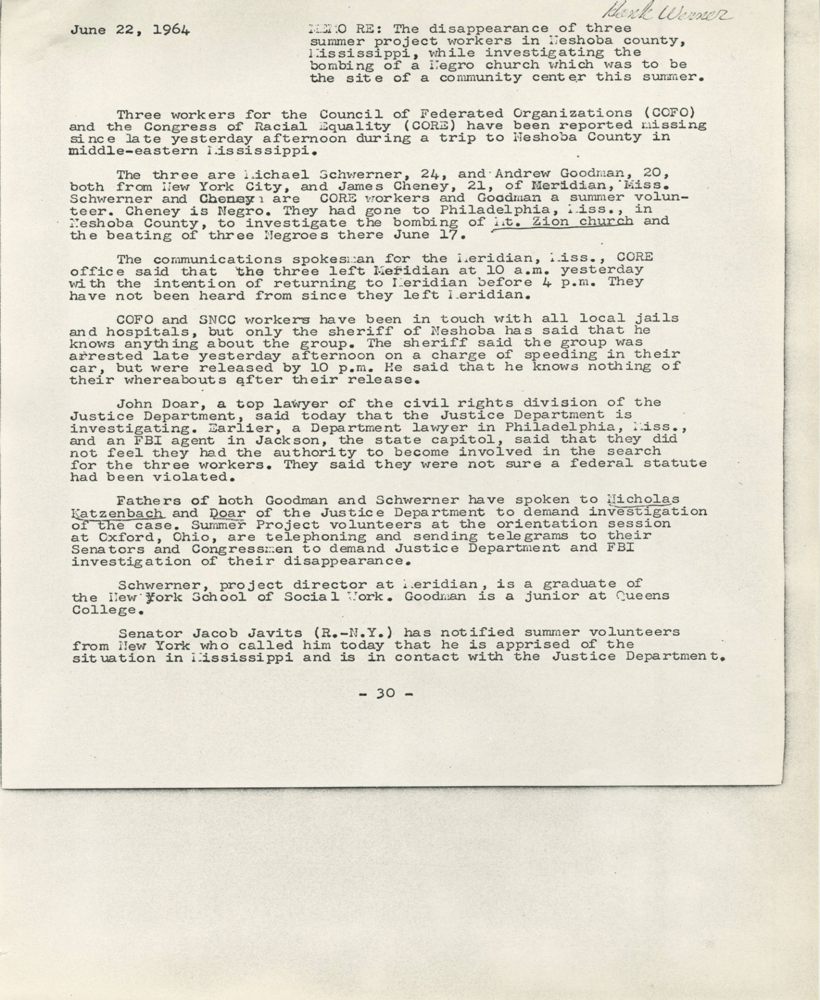 Hank Werner
June 22, 1964
MEMO RE: The disappearance of three
summer project workers in Neshoba county,
Mississippi, while investigating the
bombing of a Negro church which was to be
the site of a community center this summer.
Three workers for the Council of Federated Organizations (COFO)
and the Congress of Racial Equality (CORE) have been reported missing
since late yesterday afternoon during a trip to Neshoba County in
middle-eastern Mississippi.
The three are Michael Schwerner, 24, and Andrew Goodman, 20,
both from New York City, and James Cheney, 21, of Meridian, Miss.
Schwerner and Cheney are CORE workers and Goodman a summer volun-
teer. Cheney is Negro. They had gone to Philadelphia, Miss., in
Neshoba County, to investigate the bombing of Mt. Zion church and
the beating of three Negroes there June 17.
The communications spokesman for the Meridian, Miss., CORE
office said that the three left Meridian at 10 a.m. yesterday
with the intention of returning to Meridian before 4 p.m. They
have not been heard from since they left Meridian.
COFO and SNCC workers have been in touch with all local jails
and hospitals, but only the sheriff of Neshoba has said that he
knows anything about the group. The sheriff said the group was
arrested late yesterday afternoon on a charge of speeding in their
car, but were released by 10 p.m. He said that he knows nothing of
their whereabouts after their release.
John Doar, a top lawyer of the civil rights division of the
Justice Department, said today that the Justice Department is
investigating. Earlier, a Department lawyer in Philadelphia, Miss.,
and an FBI agent in Jackson, the state capitol, said that they did
not feel they had the authority to become involved in the search
for the three workers. They said they were not sure a federal statute
had been violated.
Fathers of both Goodman and Schwerner have spoken to Nicholas
Katzenbach and Doar of the Justice Department to demand investigation
of the case. Summer Project volunteers at the orientation session
at Oxford, Ohio, are telephoning and sending telegrams to their
Senators and Congressmen to demand Justice Department and FBI
investigation of their disappearance.
Schwerner, project director at Meridian, is a graduate of
the New York School of Social Work. Goodman is a junior at Queens
College.
Senator Jacob Javits (R.-N.Y.) has notified summer volunteers
from New York who called him today that he is apprised of the
situation in Mississippi and is in contact with the Justice Department.
- 30 -